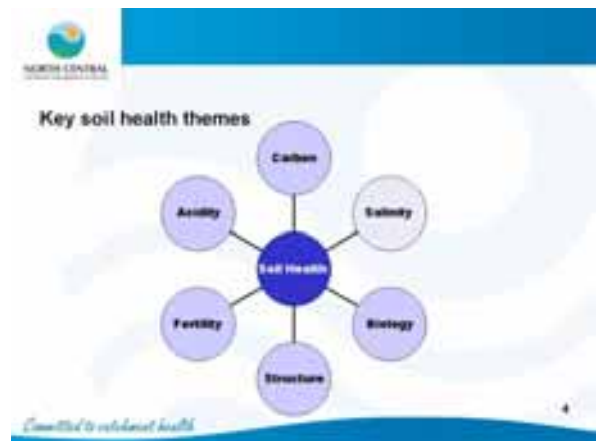 NORTH CENTRAL
Key soil health themes
Carbon
Acidity
Salinity
Soil Health
Fertility
Biology
Structure
4
Committed to catchment health